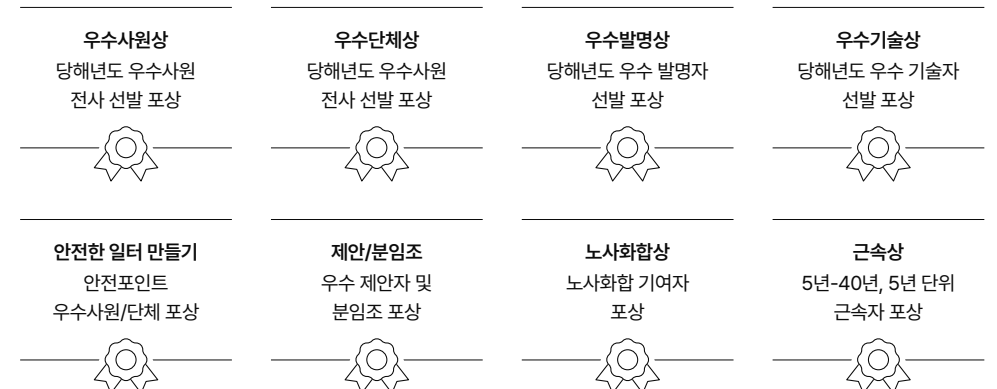 우수사원상
당해년도 우수사원
전사 선발 포상
우수단체상
당해년도 우수사원
전사 선발 포상
우수발명상
당해년도 우수 발명자
선발 포상
우수기술상
당해년도 우수 기술자
선발 포상
안전한 일터 만들기
안전포인트
우수사원/단체 포상
제안/분임조
우수 제안자 및
분임조 포상
노사화합상
노사화합 기여자
포상
근속상
5년-40년, 5년 단위
근속자 포상